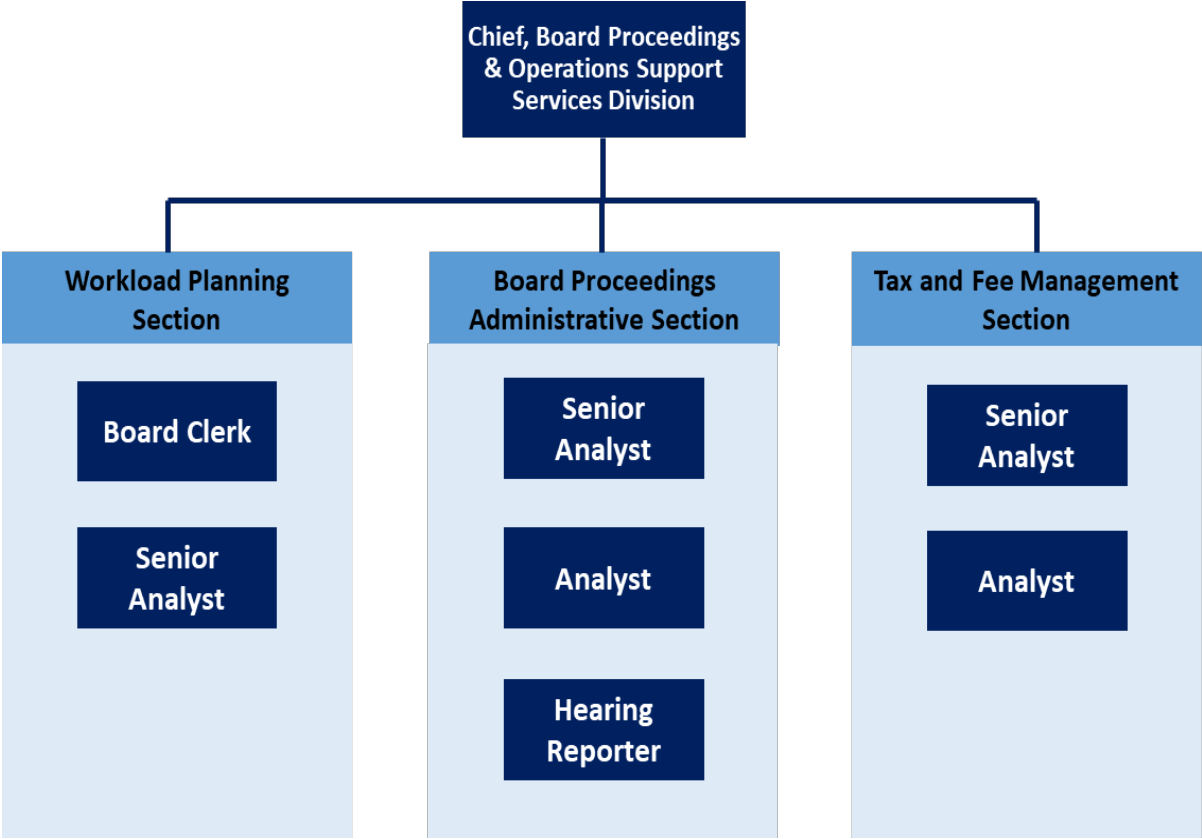 Chief, Board Proceedings
& Operations Support
Services Division
Workload Planning
Section
Board Clerk
Senior
Analyst
Board Proceedings
Administrative Section
Senior
Analyst
Analyst
Hearing
Reporter
Tax and Fee Management
Section
Senior
Analyst
Analyst